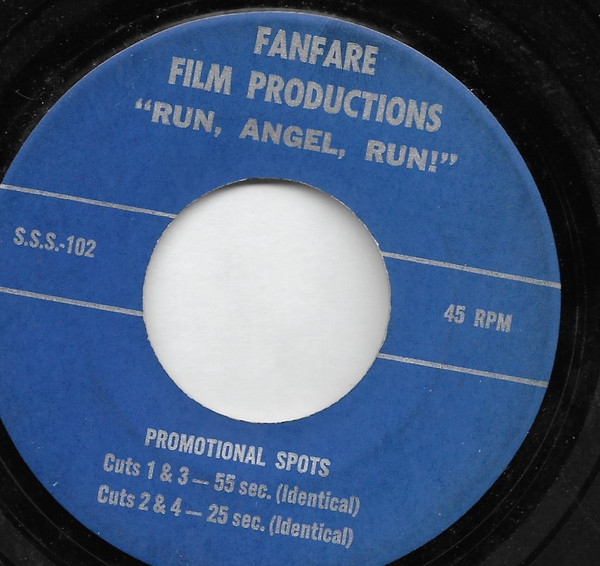 FANFARE
FILM PRODUCTIONS
“RUN, ANGEL, RUN!”
S.S.S.-102
45 RPM
PROMOTIONAL SPOTS
Cuts 1 & 3 — 55 sec. (Identical)
Cuts 2 & 4 — 25 sec. (Identical)